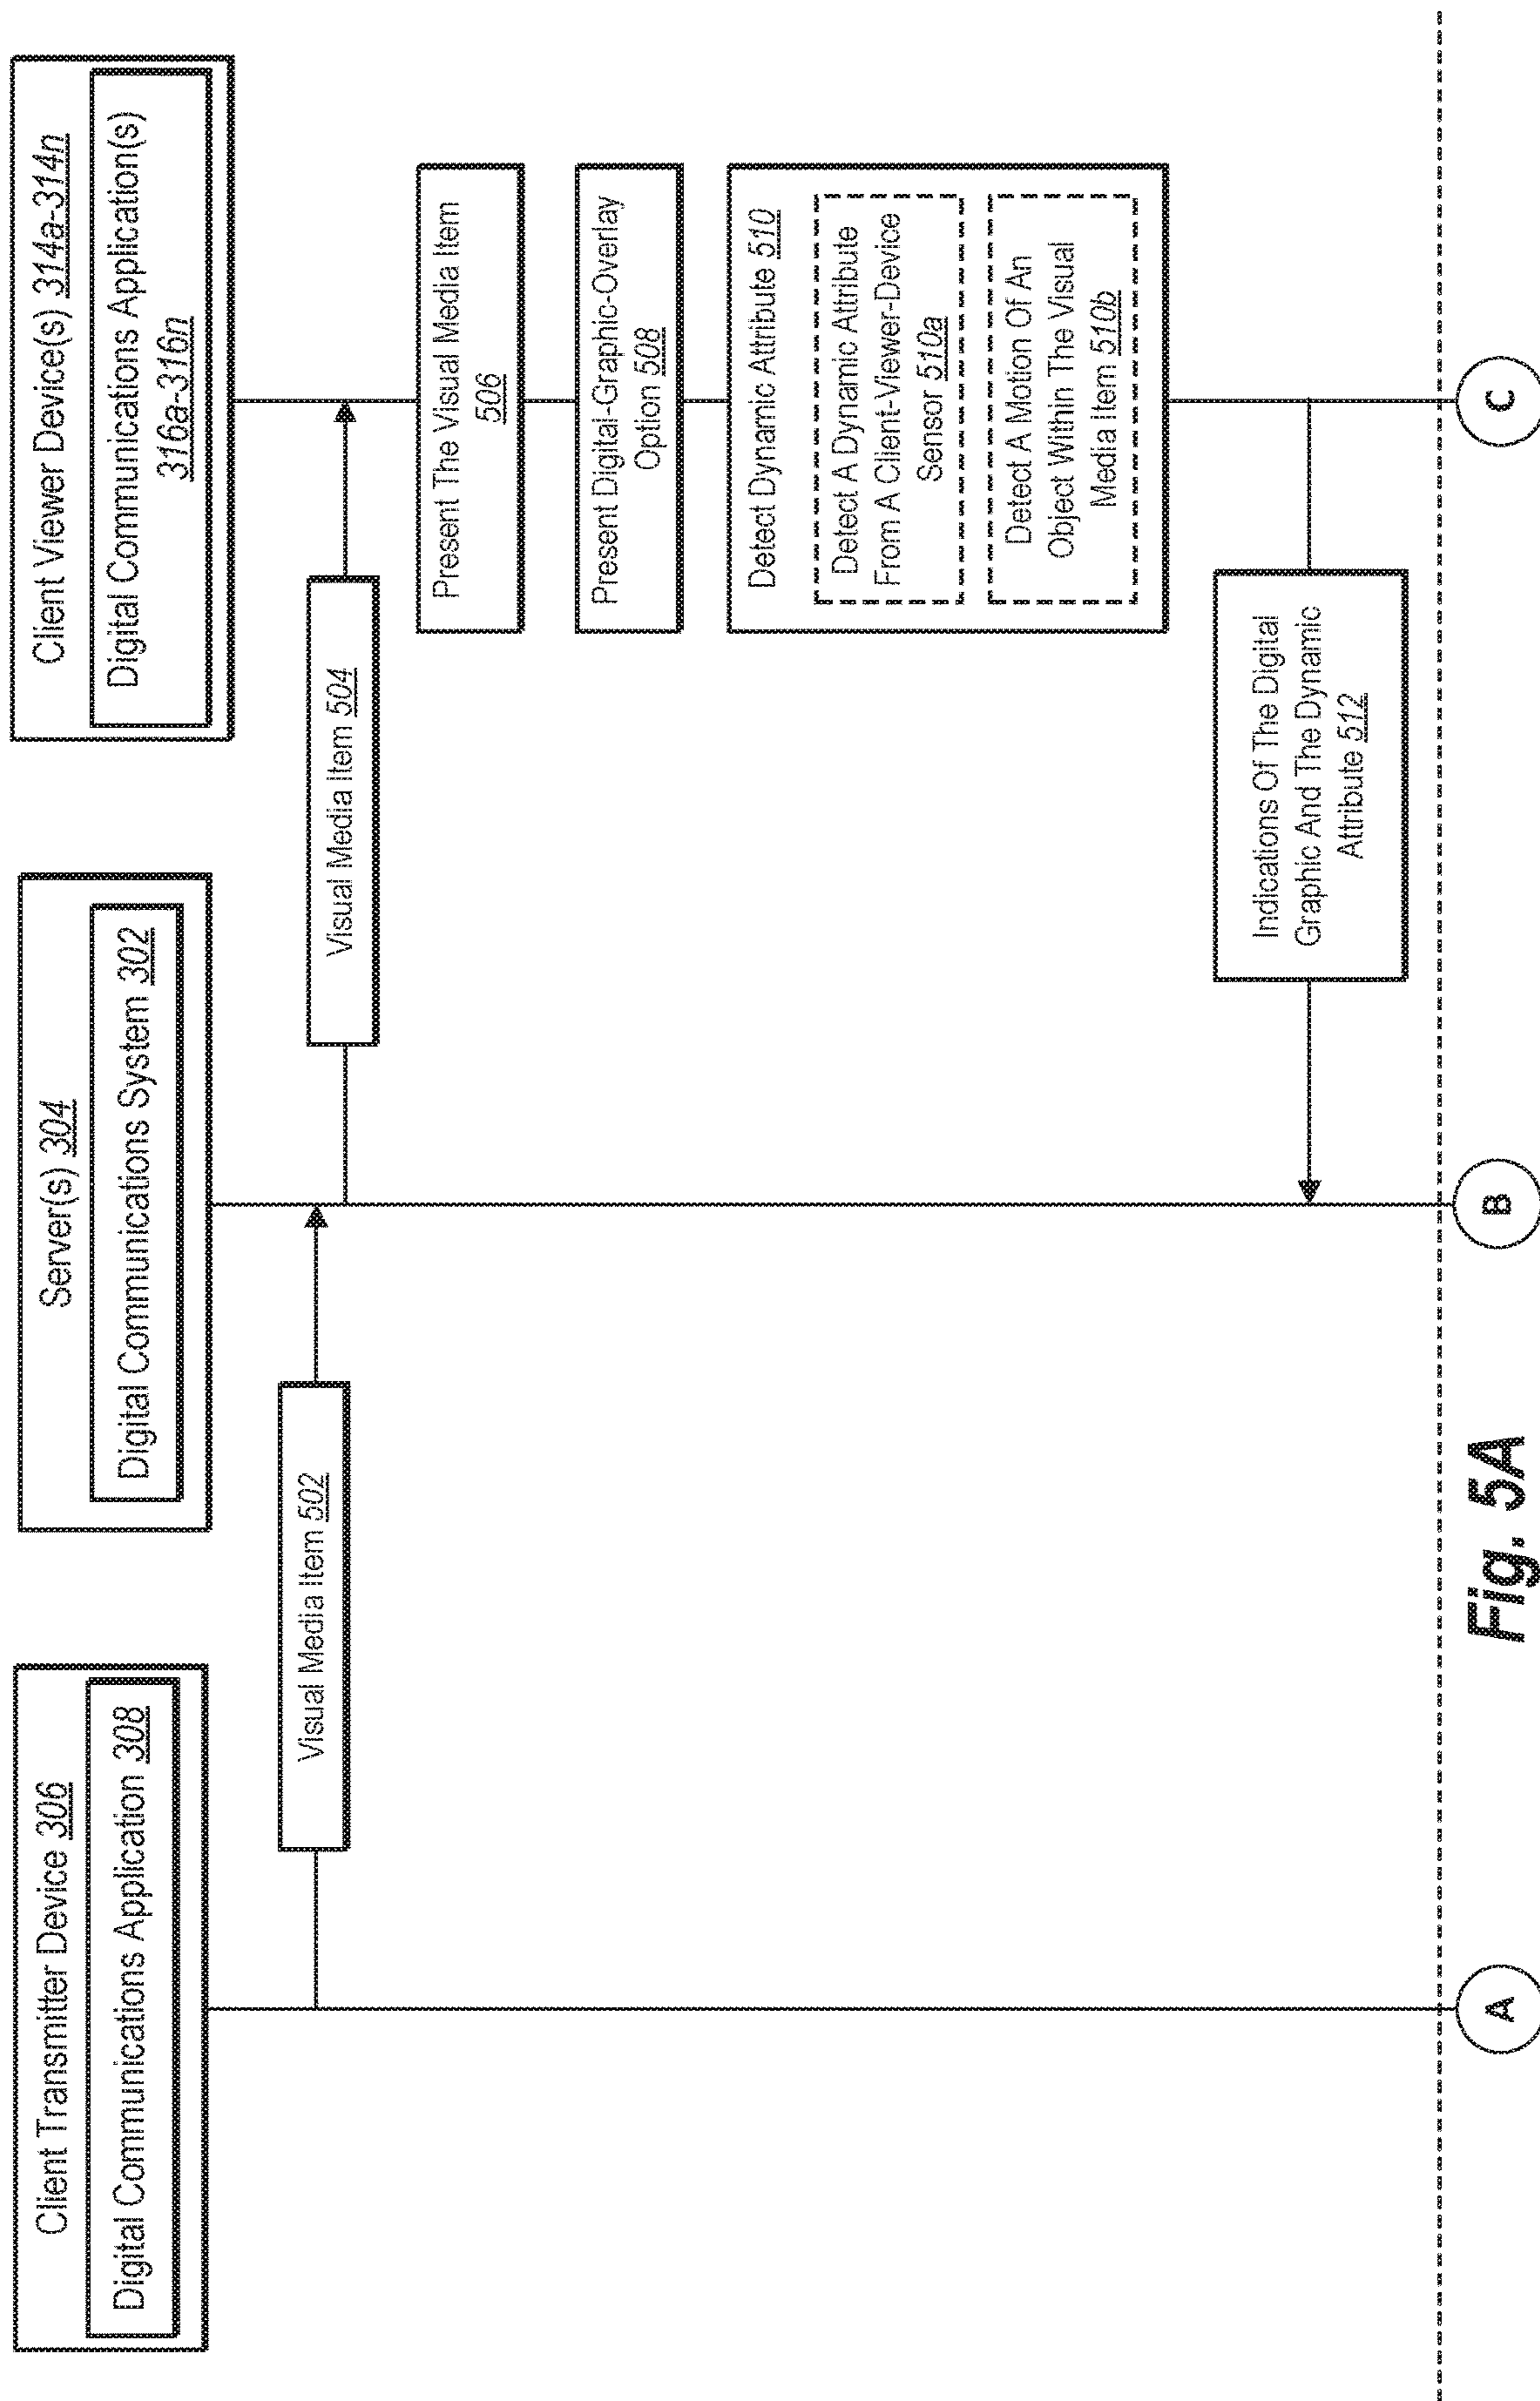 Client Transmitter Device 306
Digital Communications Application 308
Server(s) 304
Digital Communications System 302
Client Viewer Device(s) 314a-314n
Digital Communications Application(s)
316a-316n
Visual Media Item 502
Visual Media Item 504
Present The Visual Media Item
506
Present Digital-Graphic-Overlay
Option 508
Detect Dynamic Attribute 510
Detect A Dynamic Attribute
From A Client-Viewer-Device
Sensor 510a
Detect A Motion Of An
Object Within The Visual
Media Item 510b
Indications Of The Digital
Graphic And The Dynamic
Attribute 512
A
B
C
Fig. 5A